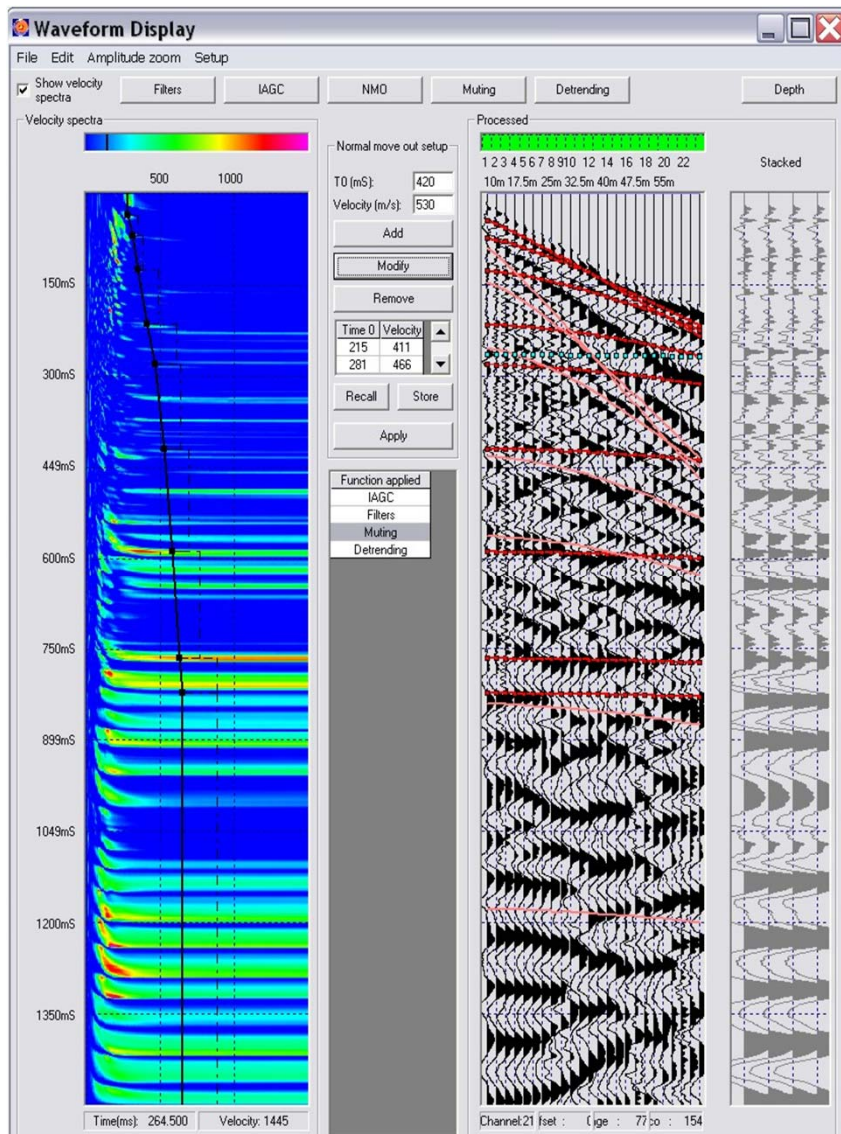 Waveform Display
File Edit Amplitude zoom Setup
Show velocity spectra
Filters IAGC NMO Muting Detrending Depth
Velocity spectra
500 1000
150mS
300mS
449mS
600mS
750mS
899mS
1049mS
1200mS
1350mS
Time(ms): 264.500 Velocity: 1445
Normal move out setup
T0 (mS): 420
Velocity (m/s): 530
Add
Modify
Remove
Time 0 Velocity
215 411
281 466
Recall Store
Apply
Function applied
IAGC
Filters
Muting
Detrending
Processed
1 2 3 4 5 6 7 8 9 10 12 14 16 18 20 22
10m 17.5m 25m 32.5m 40m 47.5m 55m
Stacked
Channel:21 fset : ge : 77 co : 154